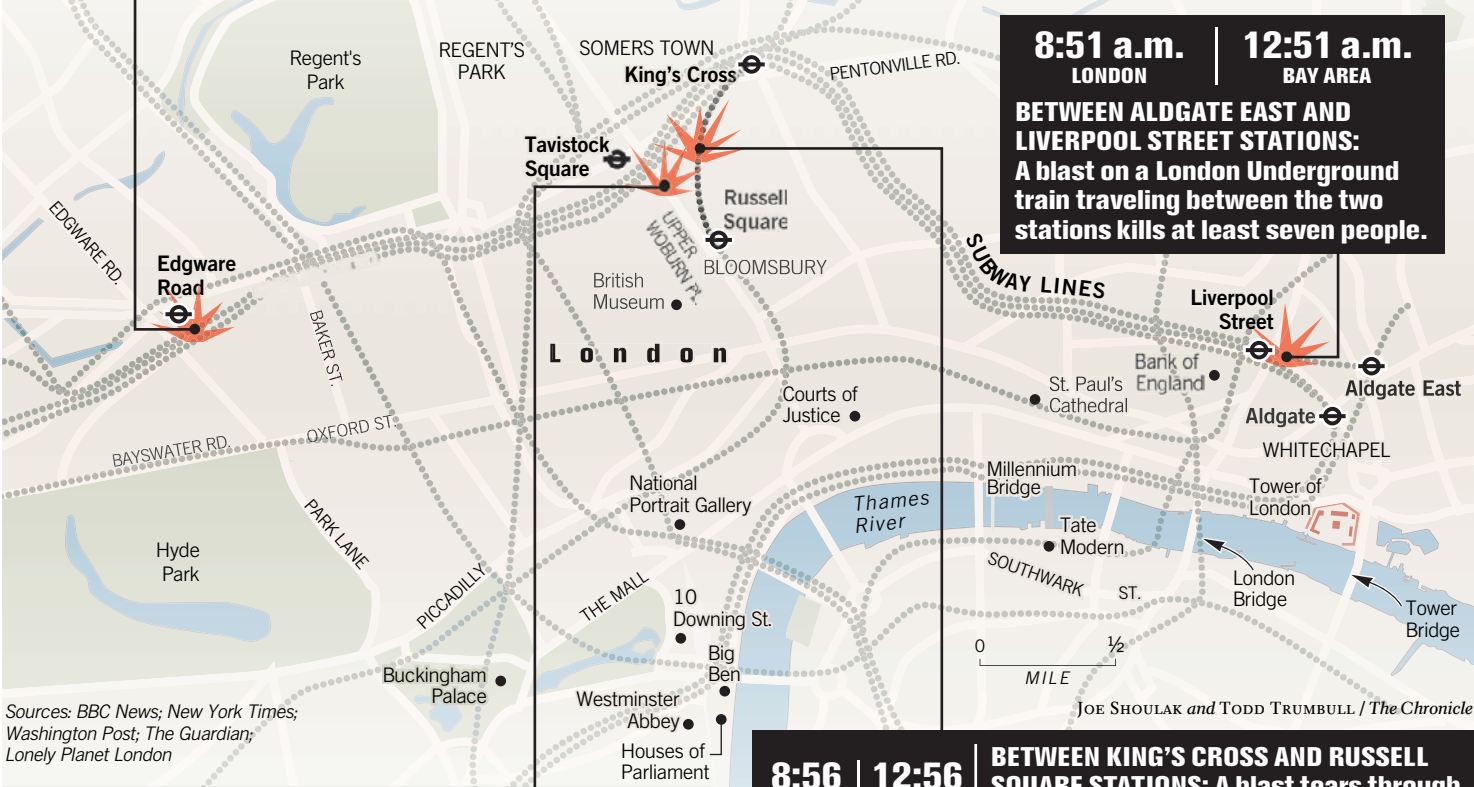 Regent's
Park
REGENT'S
PARK
SOMERS TOWN
King's Cross
PENTONVILLE RD.
8:51 a.m.
LONDON
12:51 a.m.
BAY AREA
BETWEEN ALDGATE EAST AND
LIVERPOOL STREET STATIONS:
A blast on a London Underground
train traveling between the two
stations kills at least seven people.
Tavistock
Square
Russell
Square
UPPER
WOBURN PL.
BLOOMSBURY
EDGWARE RD.
Edgware
Road
British
Museum
SUBWAY LINES
Liverpool
Street
BAKER ST.
London
Bank of
England
Aldgate East
St. Paul's
Cathedral
Courts of
Justice
Aldgate
WHITECHAPEL
OXFORD ST.
BAYSWATER RD.
National
Portrait Gallery
Thames
River
Millennium
Bridge
Tower of
London
PARK LANE
Hyde
Park
Tate
Modern
SOUTHWARK
ST.
London
Bridge
Tower
Bridge
PICCADILLY
THE MALL
10
Downing St.
Big
Ben
0
½
MILE
Buckingham
Palace
Westminster
Abbey
Houses of
Parliament
Sources: BBC News; New York Times;
Washington Post; The Guardian;
Lonely Planet London
JOE SHOULAK and TODD TRUMBULL / The Chronicle
8:56
12:56
BETWEEN KING'S CROSS AND RUSSELL
SQUARE STATIONS: A blast tears through